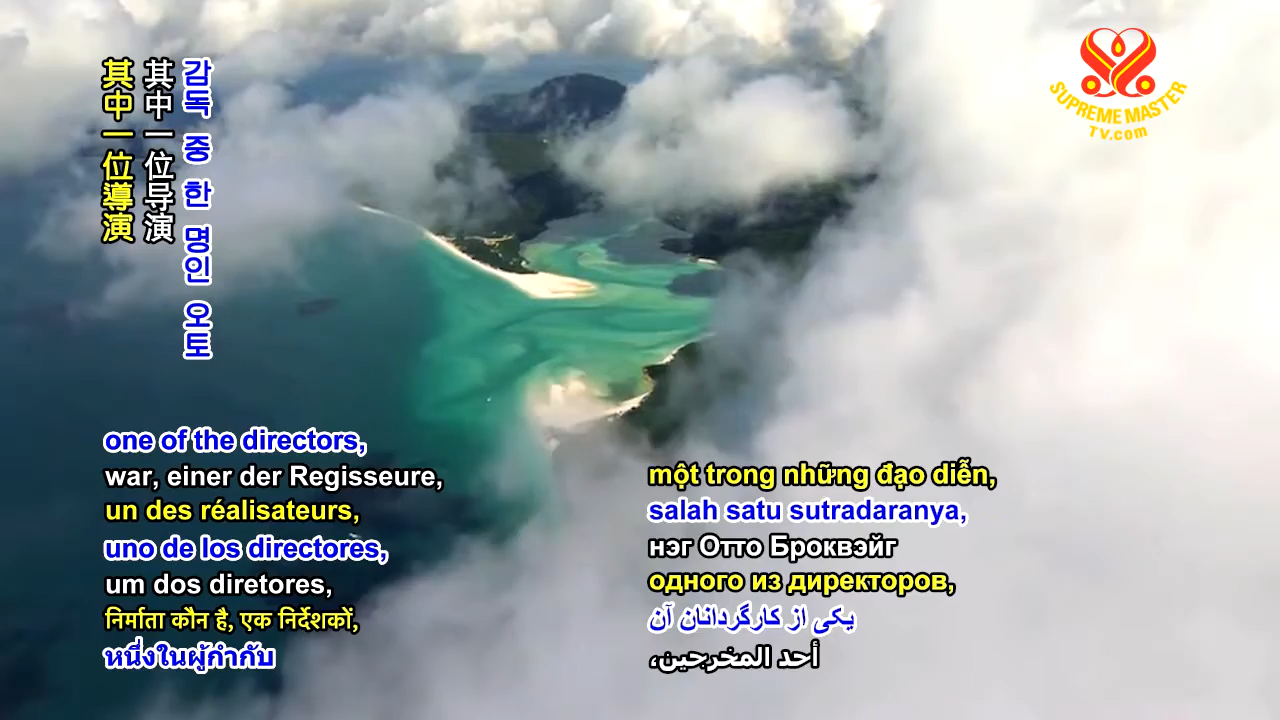 其中一位導演
其中一位导演
감독 중 한 명인 오토
SUPREME MASTER
TV.com
one of the directors,
war, einer der Regisseure,
un des réalisateurs,
uno de los directores,
um dos diretores,
निर्माता कौन है, एक निर्देशकों,
หนึ่งในผู้กำกับ
một trong những đạo diễn,
salah satu sutradaranya,
нэг Отто Броквэйг
одного из директоров,
یکی از کارگردانان آن
أحد المخرجين،